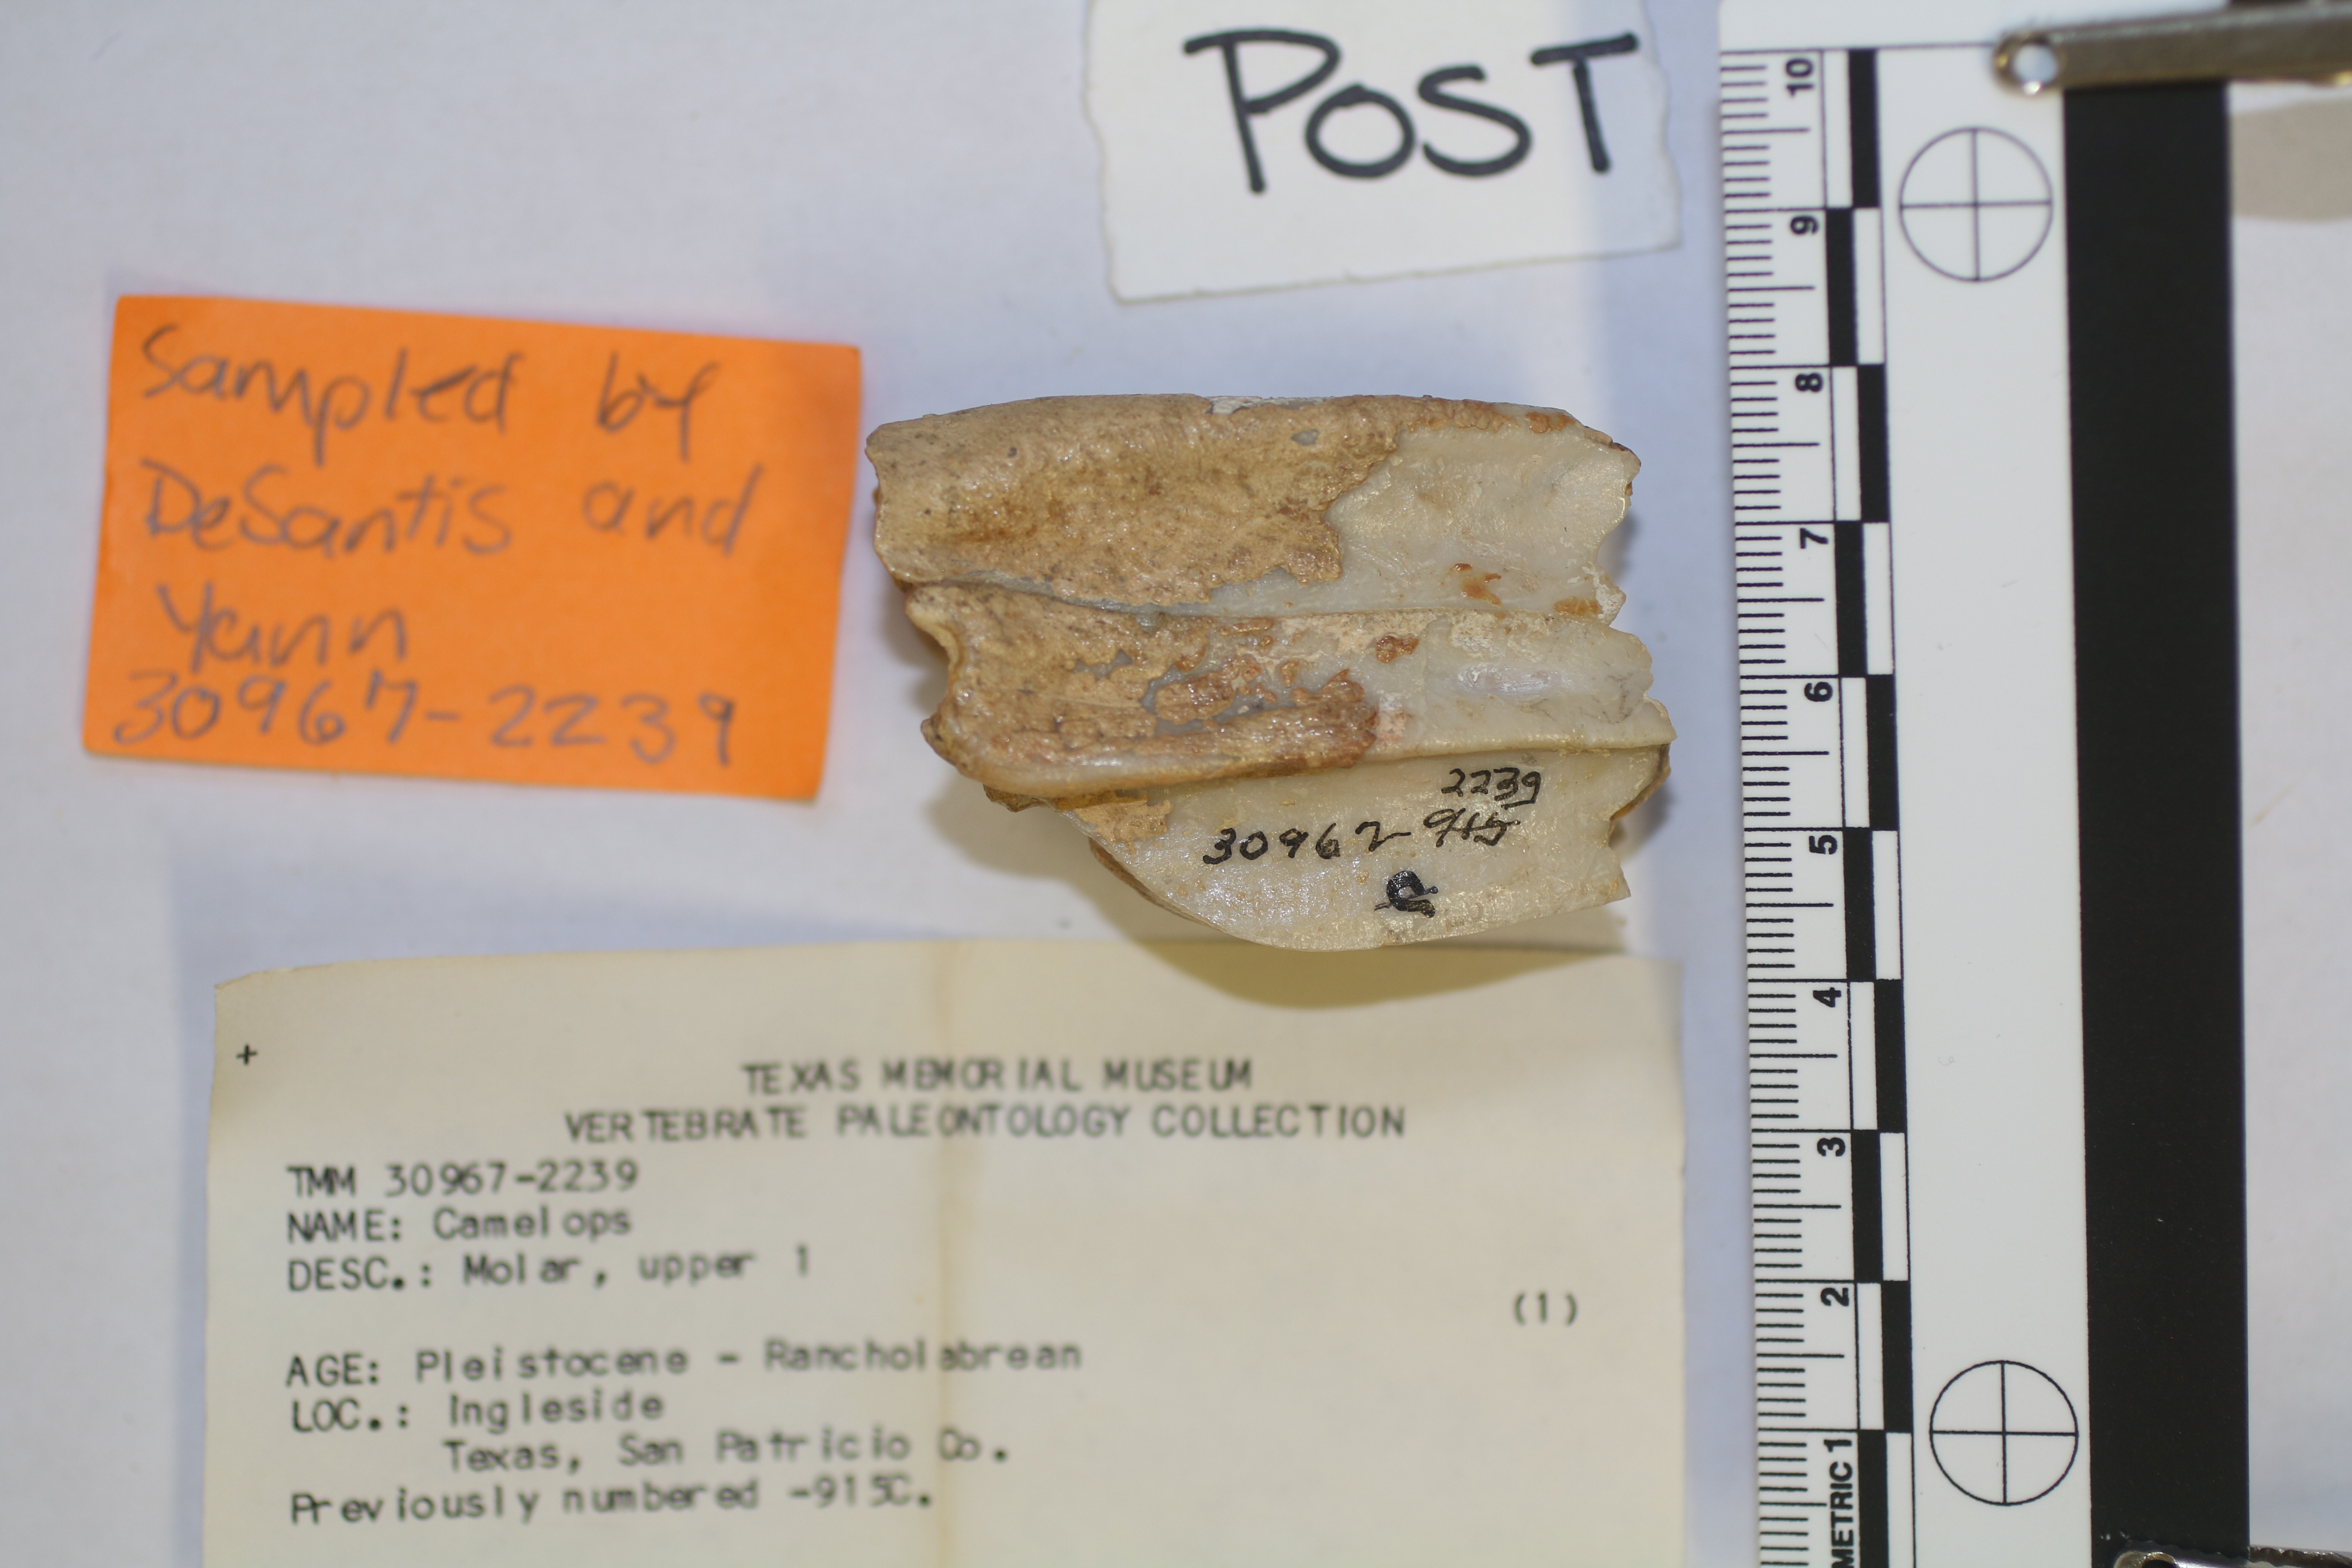 POST
Sampled by
DeSantis and
Yann
30967-2239
2239
30967-915
C
+
TEXAS MEMORIAL MUSEUM
VERTEBRATE PALEONTOLOGY COLLECTION
TMM 30967-2239
NAME: Camelops
DESC.: Molar, upper 1
(1)
AGE: Pleistocene - Rancholabrean
LOC.: Ingleside
Texas, San Patricio Co.
Previously numbered -915C.
10
9
8
7
6
5
4
3
2
METRIC 1